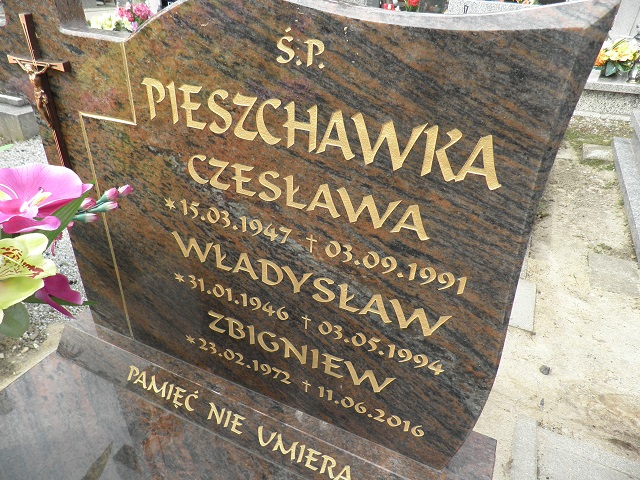 Ś.P.
PIESZCHAWKA
CZESŁAWA
* 15.03.1947 † 03.09.1991
WŁADYSŁAW
* 31.01.1946 † 03.05.1994
ZBIGNIEW
* 23.02.1972 † 11.06.2016
PAMIĘĆ NIE UMIERA